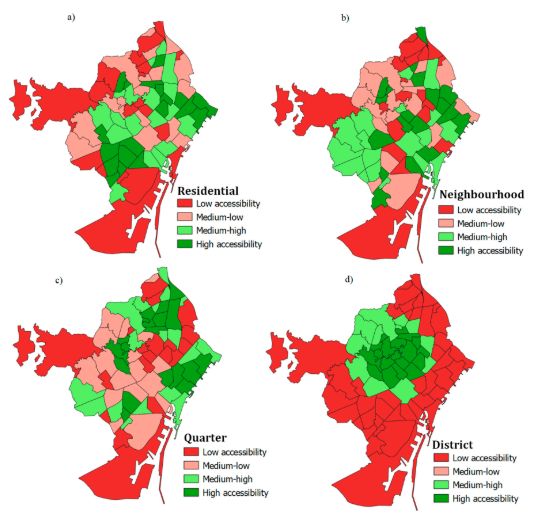 a)
b)
Residential
Low accessibility
Medium-low
Medium-high
High accessibility
Neighbourhood
Low accessibility
Medium-low
Medium-high
High accessibility
c)
d)
Quarter
Low accessibility
Medium-low
Medium-high
High accessibility
District
Low accessibility
Medium-low
Medium-high
High accessibility